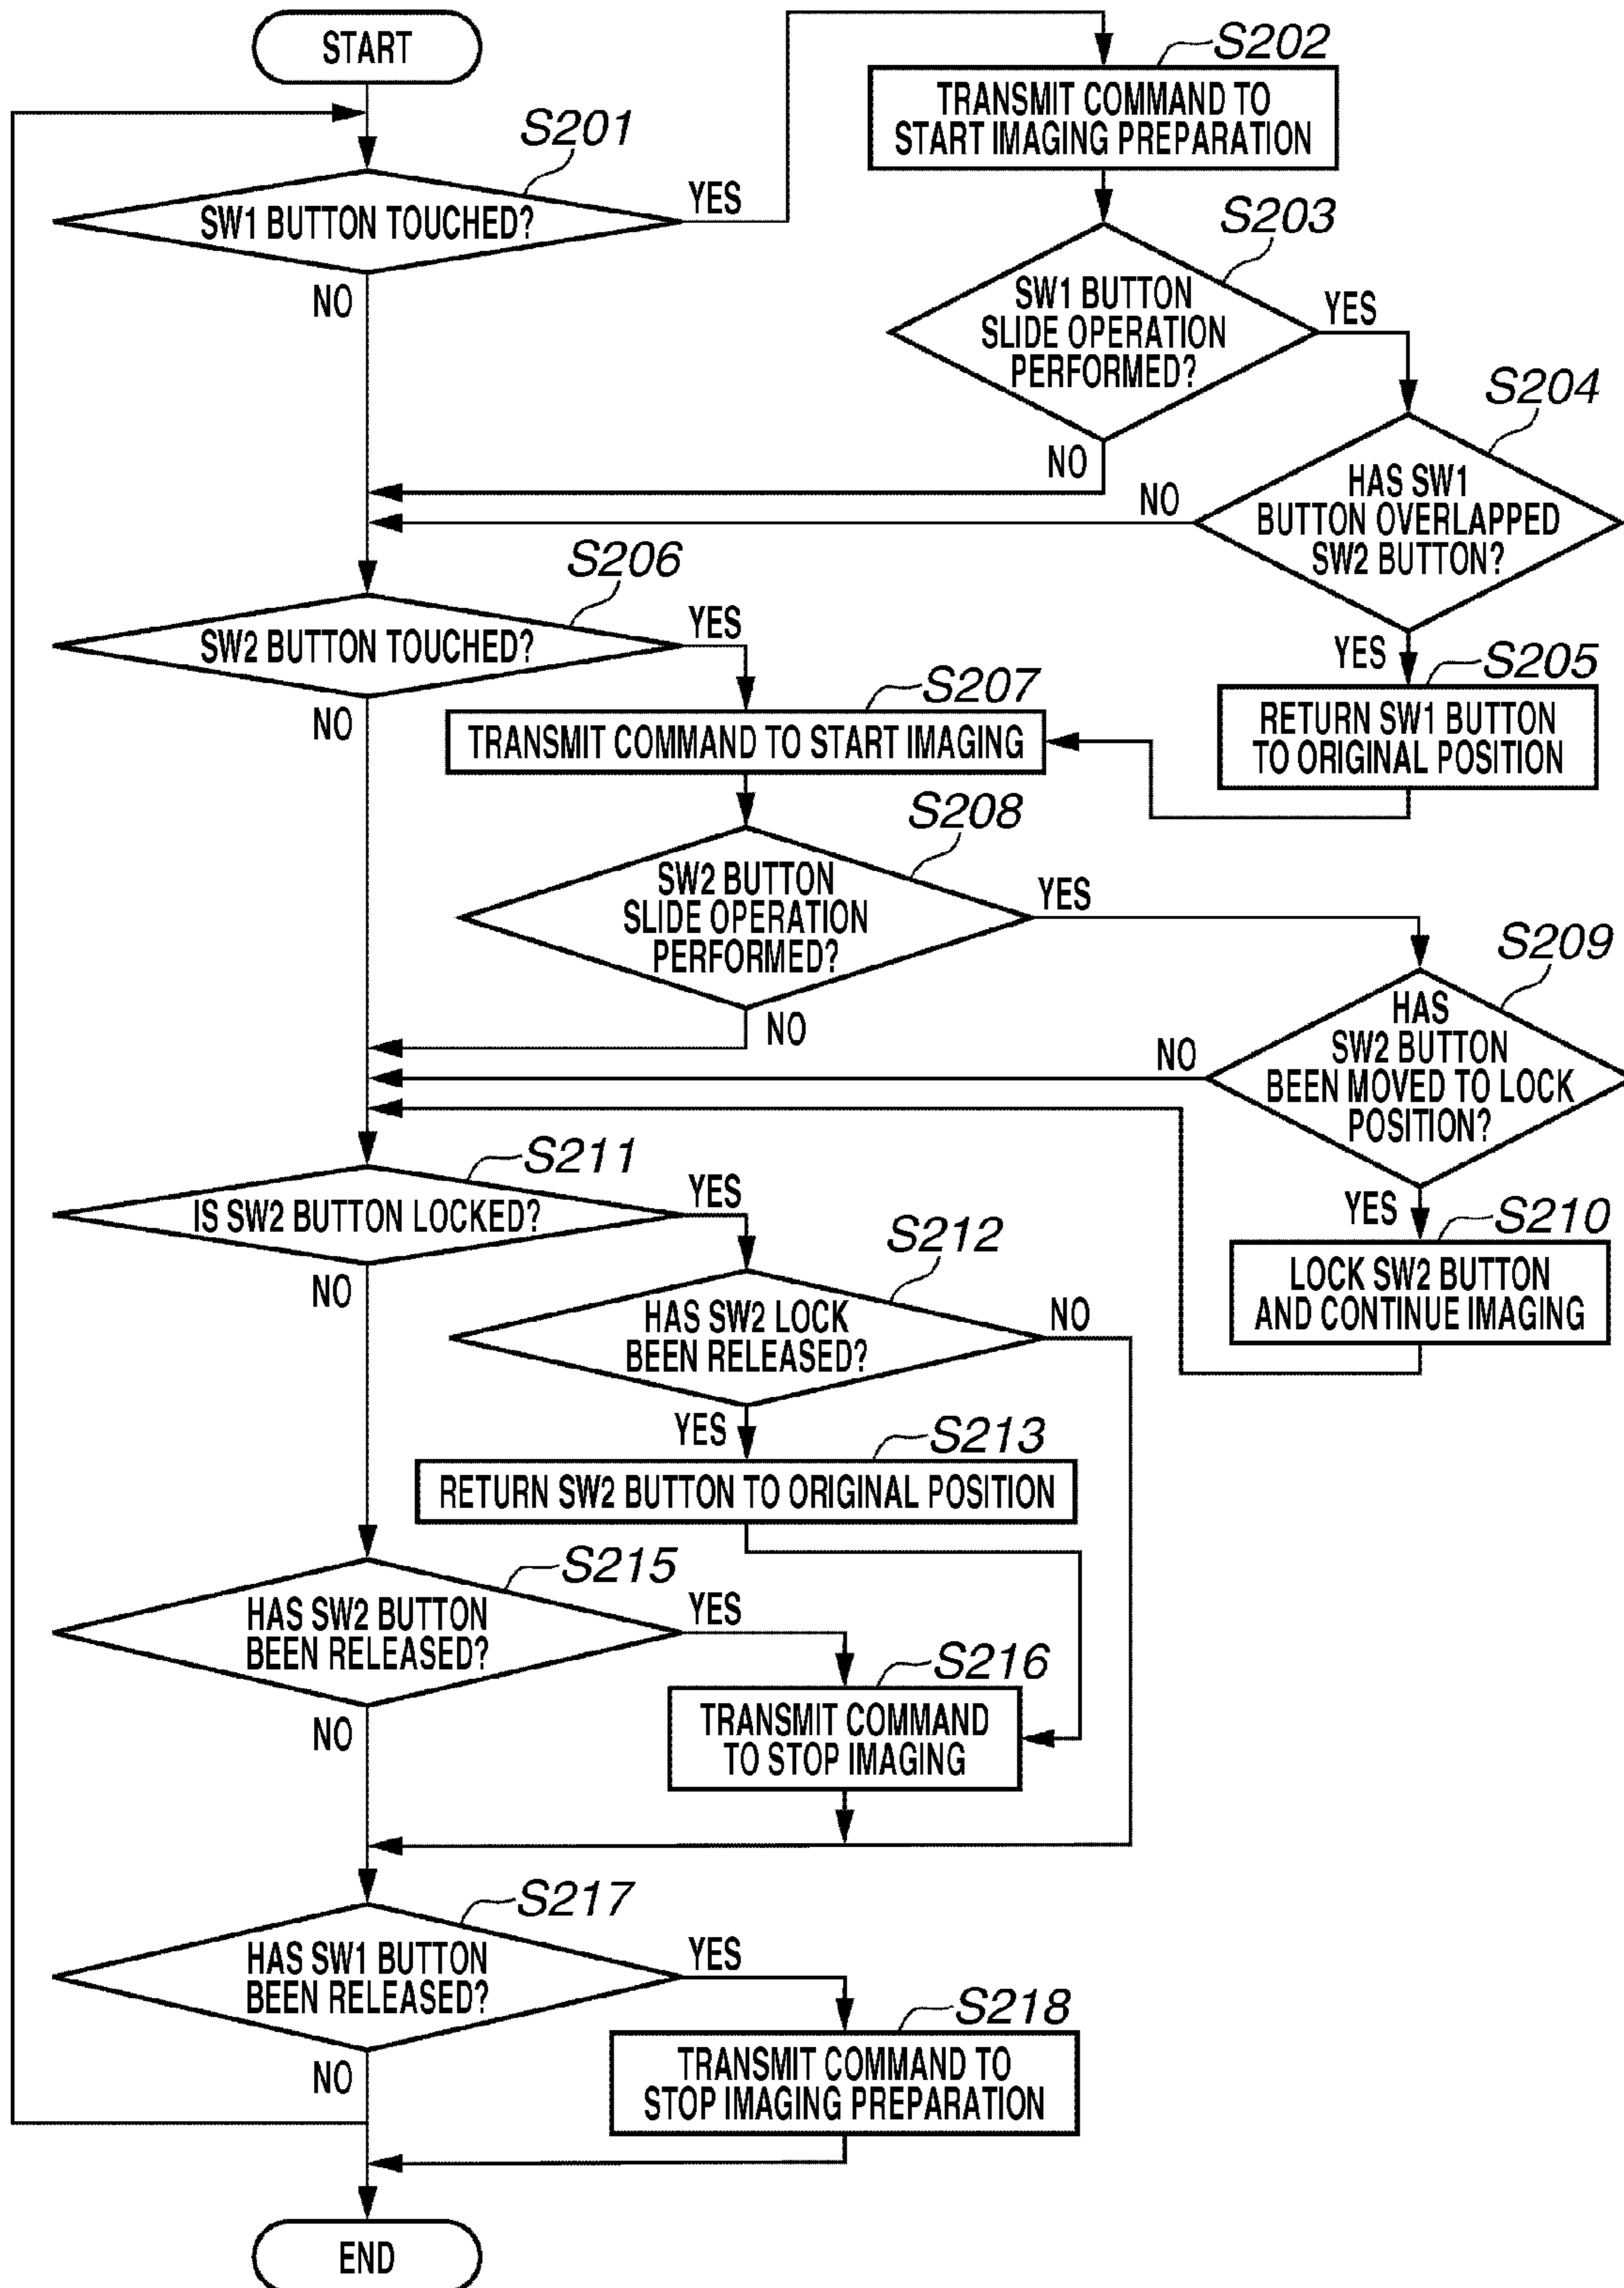 START
S201
SW1 BUTTON TOUCHED?
YES
NO
S202
TRANSMIT COMMAND TO
START IMAGING PREPARATION
S203
SW1 BUTTON
SLIDE OPERATION
PERFORMED?
YES
NO
S204
HAS SW1
BUTTON OVERLAPPED
SW2 BUTTON?
NO
YES
S205
RETURN SW1 BUTTON
TO ORIGINAL POSITION
S206
SW2 BUTTON TOUCHED?
YES
NO
S207
TRANSMIT COMMAND TO START IMAGING
S208
SW2 BUTTON
SLIDE OPERATION
PERFORMED?
YES
NO
S209
HAS
SW2 BUTTON
BEEN MOVED TO LOCK
POSITION?
NO
YES
S210
LOCK SW2 BUTTON
AND CONTINUE IMAGING
S211
IS SW2 BUTTON LOCKED?
YES
NO
S212
HAS SW2 LOCK
BEEN RELEASED?
NO
YES
S213
RETURN SW2 BUTTON TO ORIGINAL POSITION
S215
HAS SW2 BUTTON
BEEN RELEASED?
YES
NO
S216
TRANSMIT COMMAND
TO STOP IMAGING
S217
HAS SW1 BUTTON
BEEN RELEASED?
YES
NO
S218
TRANSMIT COMMAND TO
STOP IMAGING PREPARATION
END